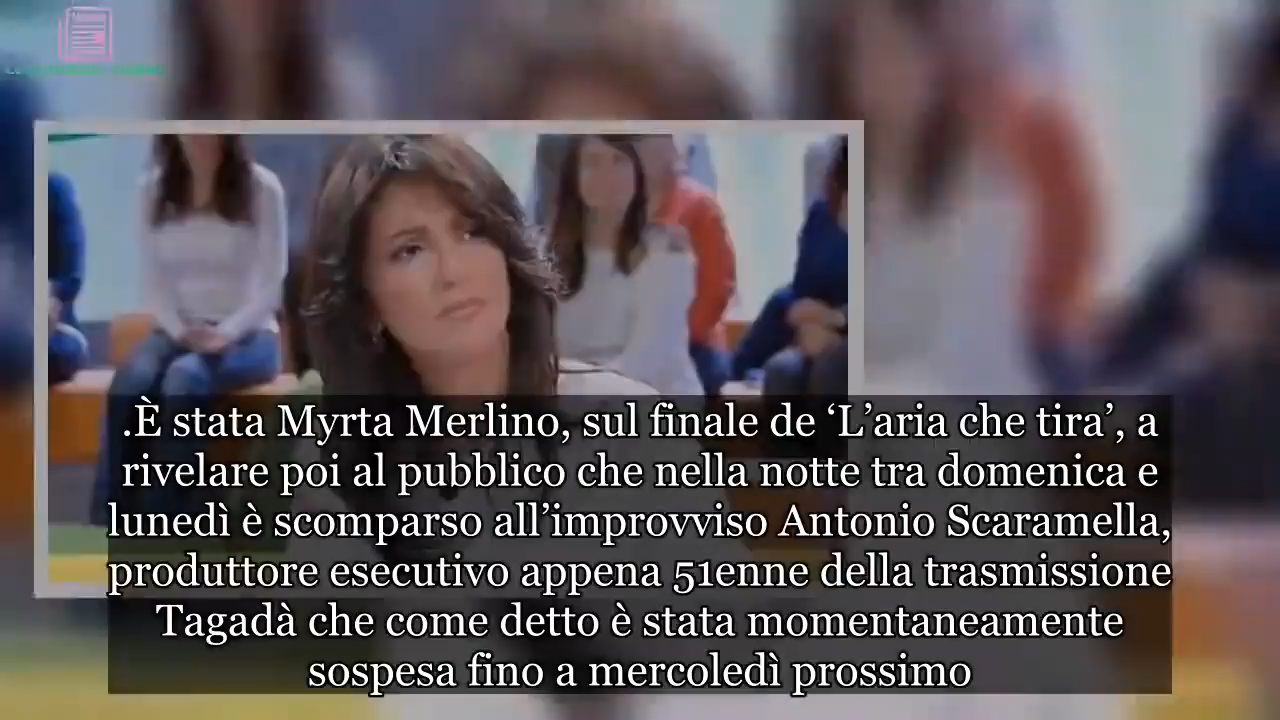 .È stata Myrta Merlino, sul finale de ‘L’aria che tira’, a
rivelare poi al pubblico che nella notte tra domenica e
lunedì è scomparso all’improvviso Antonio Scaramella,
produttore esecutivo appena 51enne della trasmissione
Tagadà che come detto è stata momentaneamente
sospesa fino a mercoledì prossimo